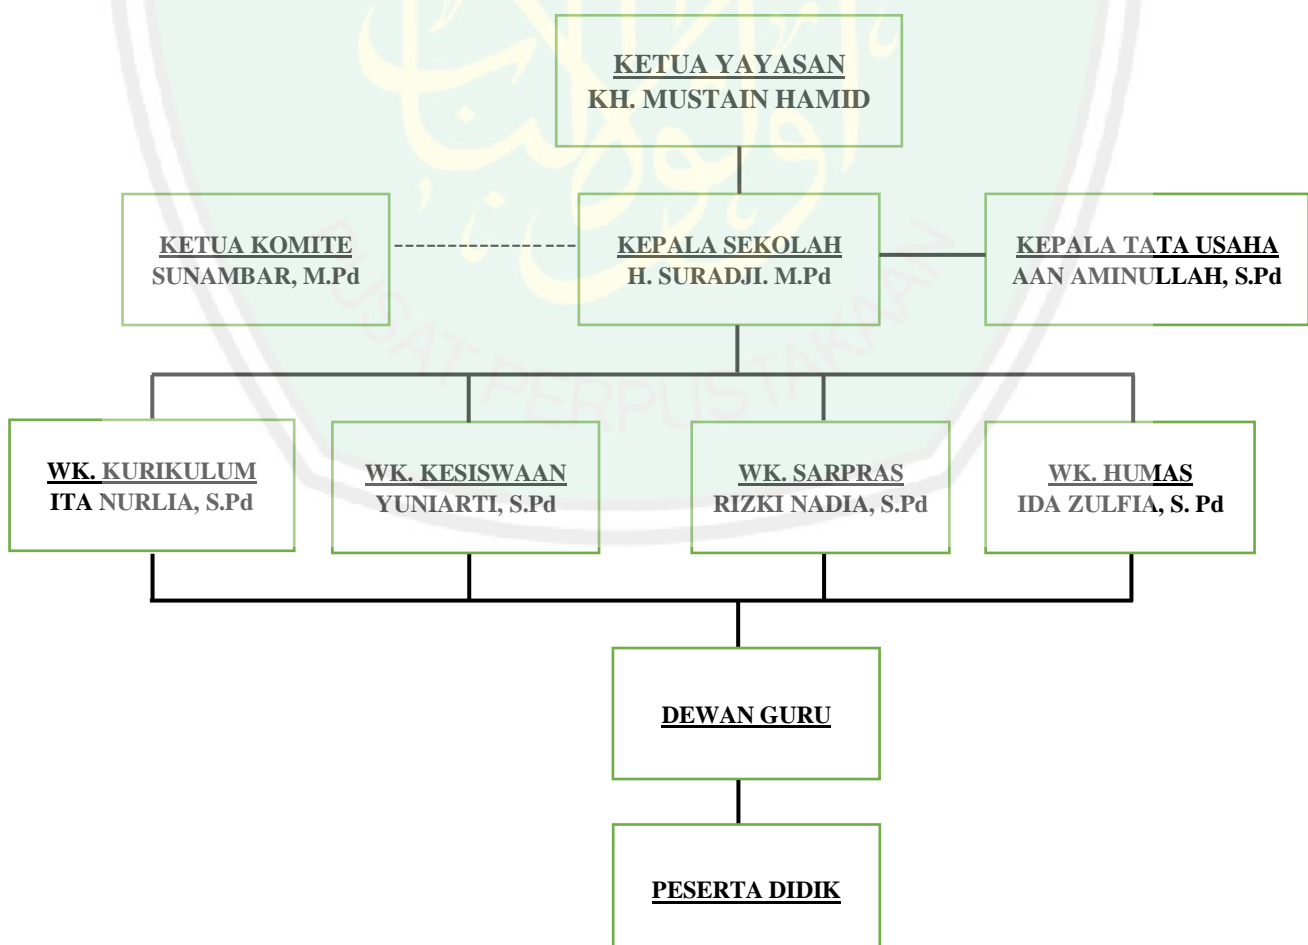 KETUA YAYASAN
KH. MUSTAIN HAMID
KETUA KOMITE
SUNAMBAR, M.Pd
KEPALA SEKOLAH
H. SURADJI. M.Pd
KEPALA TATA USAHA
AAN AMINULLAH, S.Pd
WK. KURIKULUM
ITA NURLIA, S.Pd
WK. KESISWAAN
YUNIARTI, S.Pd
WK. SARPRAS
RIZKI NADIA, S.Pd
WK. HUMAS
IDA ZULFIA, S. Pd
DEWAN GURU
PESERTA DIDIK
PUSAT PERPUSTAKAAN